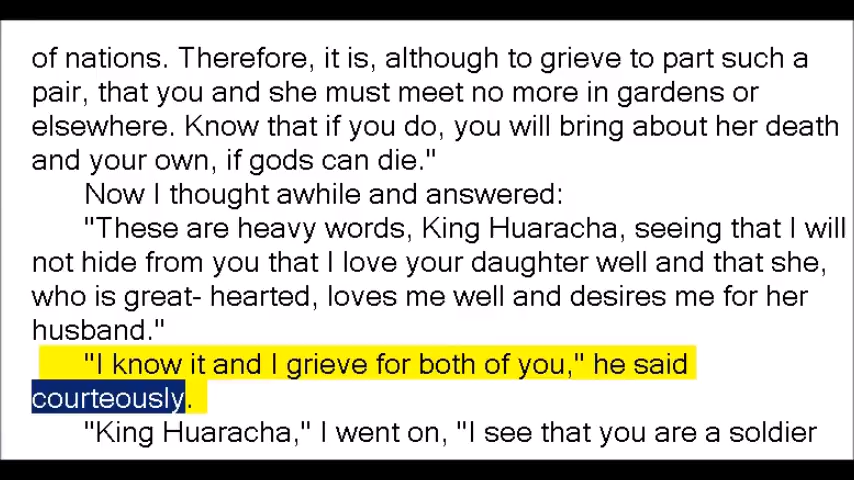 of nations. Therefore, it is, although to grieve to part such a
pair, that you and she must meet no more in gardens or
elsewhere. Know that if you do, you will bring about her death
and your own, if gods can die."
Now I thought awhile and answered:
"These are heavy words, King Huaracha, seeing that I will
not hide from you that I love your daughter well and that she,
who is great- hearted, loves me well and desires me for her
husband."
"I know it and I grieve for both of you," he said
courteously.
"King Huaracha," I went on, "I see that you are a soldier